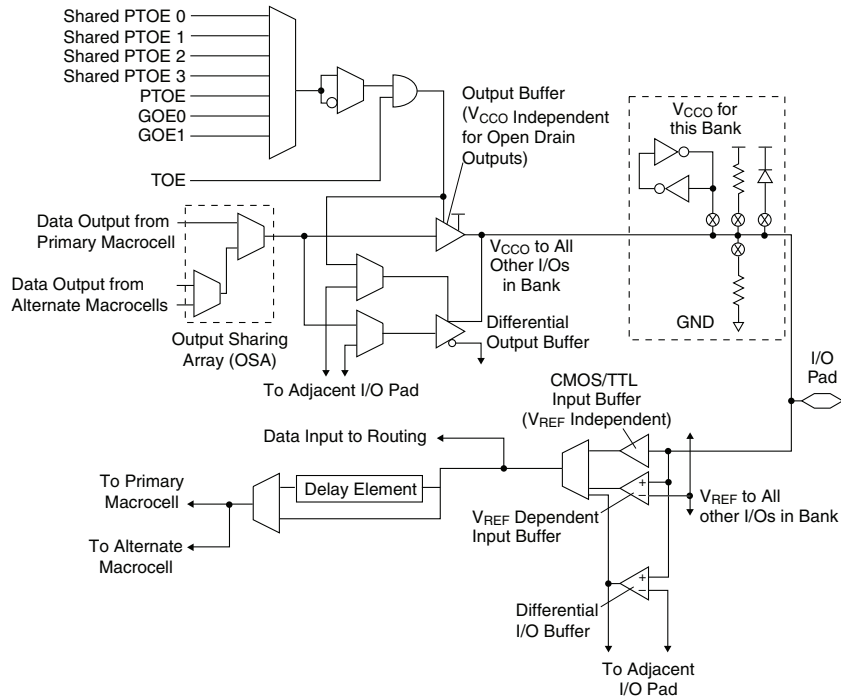 Shared PTOE 0
Shared PTOE 1
Shared PTOE 2
Shared PTOE 3
PTOE
GOE0
GOE1
TOE
Output Buffer
(VCCO Independent
for Open Drain
Outputs)
VCCO for
this Bank
Data Output from
Primary Macrocell
Data Output from
Alternate Macrocells
Output Sharing
Array (OSA)
VCCO to All
Other I/Os
in Bank
Differential
Output Buffer
GND
To Adjacent I/O Pad
I/O
Pad
CMOS/TTL
Input Buffer
(VREF Independent)
Data Input to Routing
To Primary
Macrocell
Delay Element
To Alternate
Macrocell
+
–
VREF Dependent
Input Buffer
VREF to All
other I/Os in Bank
+
–
Differential
I/O Buffer
To Adjacent
I/O Pad